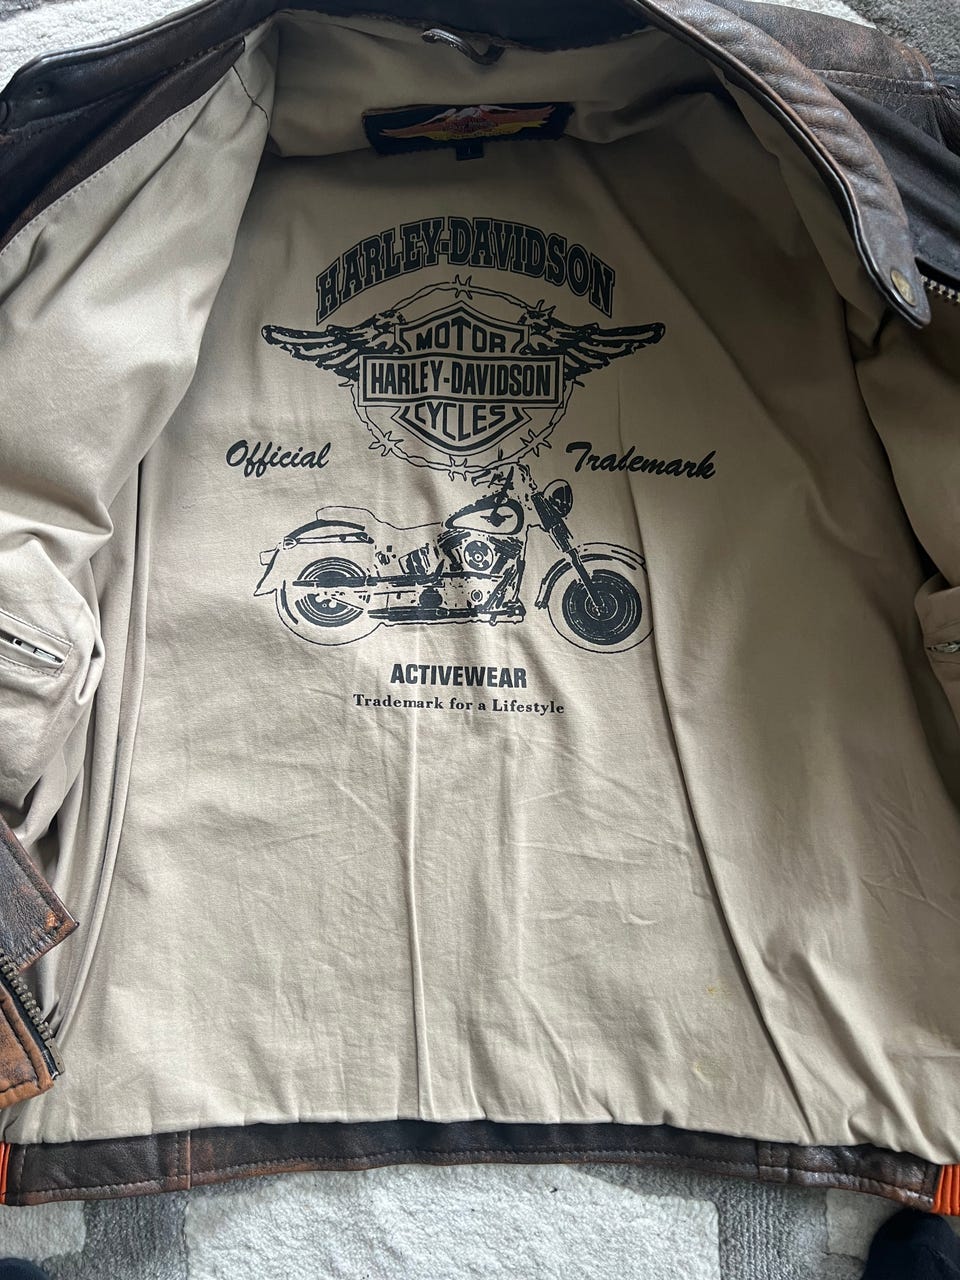 L
HARLEY-DAVIDSON
MOTOR
HARLEY-DAVIDSON
CYCLES
Official Trademark
ACTIVEWEAR
Trademark for a Lifestyle